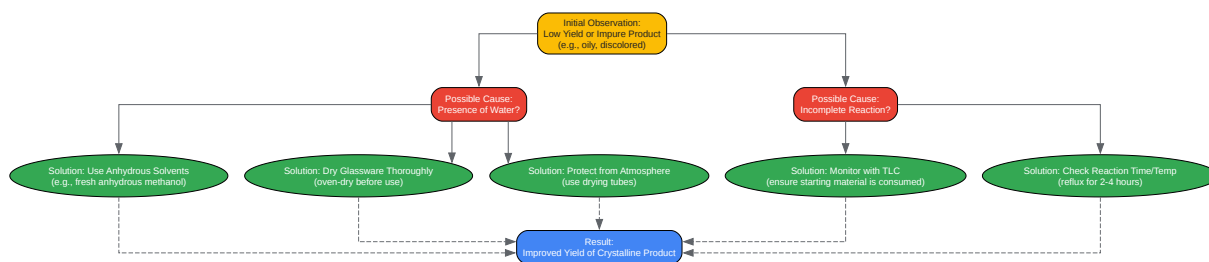 Initial Observation:
Low Yield or Impure Product
(e.g., oily, discolored)
Possible Cause:
Presence of Water?
Possible Cause:
Incomplete Reaction?
Solution: Use Anhydrous Solvents
(e.g., fresh anhydrous methanol)
Solution: Dry Glassware Thoroughly
(oven-dry before use)
Solution: Protect from Atmosphere
(use drying tubes)
Solution: Monitor with TLC
(ensure starting material is consumed)
Solution: Check Reaction Time/Temp
(reflux for 2-4 hours)
Result:
Improved Yield of Crystalline Product